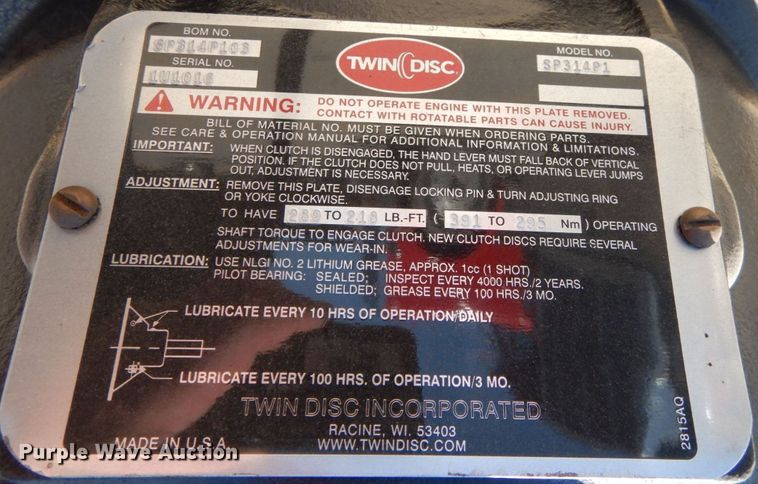 BOM NO.
SP314P103
SERIAL NO.
1U1016
TWIN DISC
MODEL NO.
SP314P1
WARNING: DO NOT OPERATE ENGINE WITH THIS PLATE REMOVED.
CONTACT WITH ROTATABLE PARTS CAN CAUSE INJURY.
BILL OF MATERIAL NO. MUST BE GIVEN WHEN ORDERING PARTS.
SEE CARE & OPERATION MANUAL FOR ADDITIONAL INFORMATION & LIMITATIONS.
IMPORTANT: WHEN CLUTCH IS DISENGAGED, THE HAND LEVER MUST FALL BACK OF VERTICAL
POSITION. IF THE CLUTCH DOES NOT PULL, HEATS, OR OPERATING LEVER JUMPS
OUT, ADJUSTMENT IS NECESSARY.
ADJUSTMENT: REMOVE THIS PLATE, DISENGAGE LOCKING PIN & TURN ADJUSTING RING
OR YOKE CLOCKWISE.
TO HAVE 289 TO 218 LB.-FT. ( 391 TO 295 Nm ) OPERATING
SHAFT TORQUE TO ENGAGE CLUTCH. NEW CLUTCH DISCS REQUIRE SEVERAL
ADJUSTMENTS FOR WEAR-IN.
LUBRICATION: USE NLGI NO. 2 LITHIUM GREASE, APPROX. 1cc (1 SHOT)
PILOT BEARING: SEALED; INSPECT EVERY 4000 HRS./2 YEARS.
SHIELDED; GREASE EVERY 100 HRS./3 MO.
LUBRICATE EVERY 10 HRS OF OPERATION/DAILY
LUBRICATE EVERY 100 HRS. OF OPERATION/3 MO.
TWIN DISC INCORPORATED
RACINE, WI. 53403
WWW.TWINDISC.COM
MADE IN U.S.A.
2815AQ
Purple Wave Auction